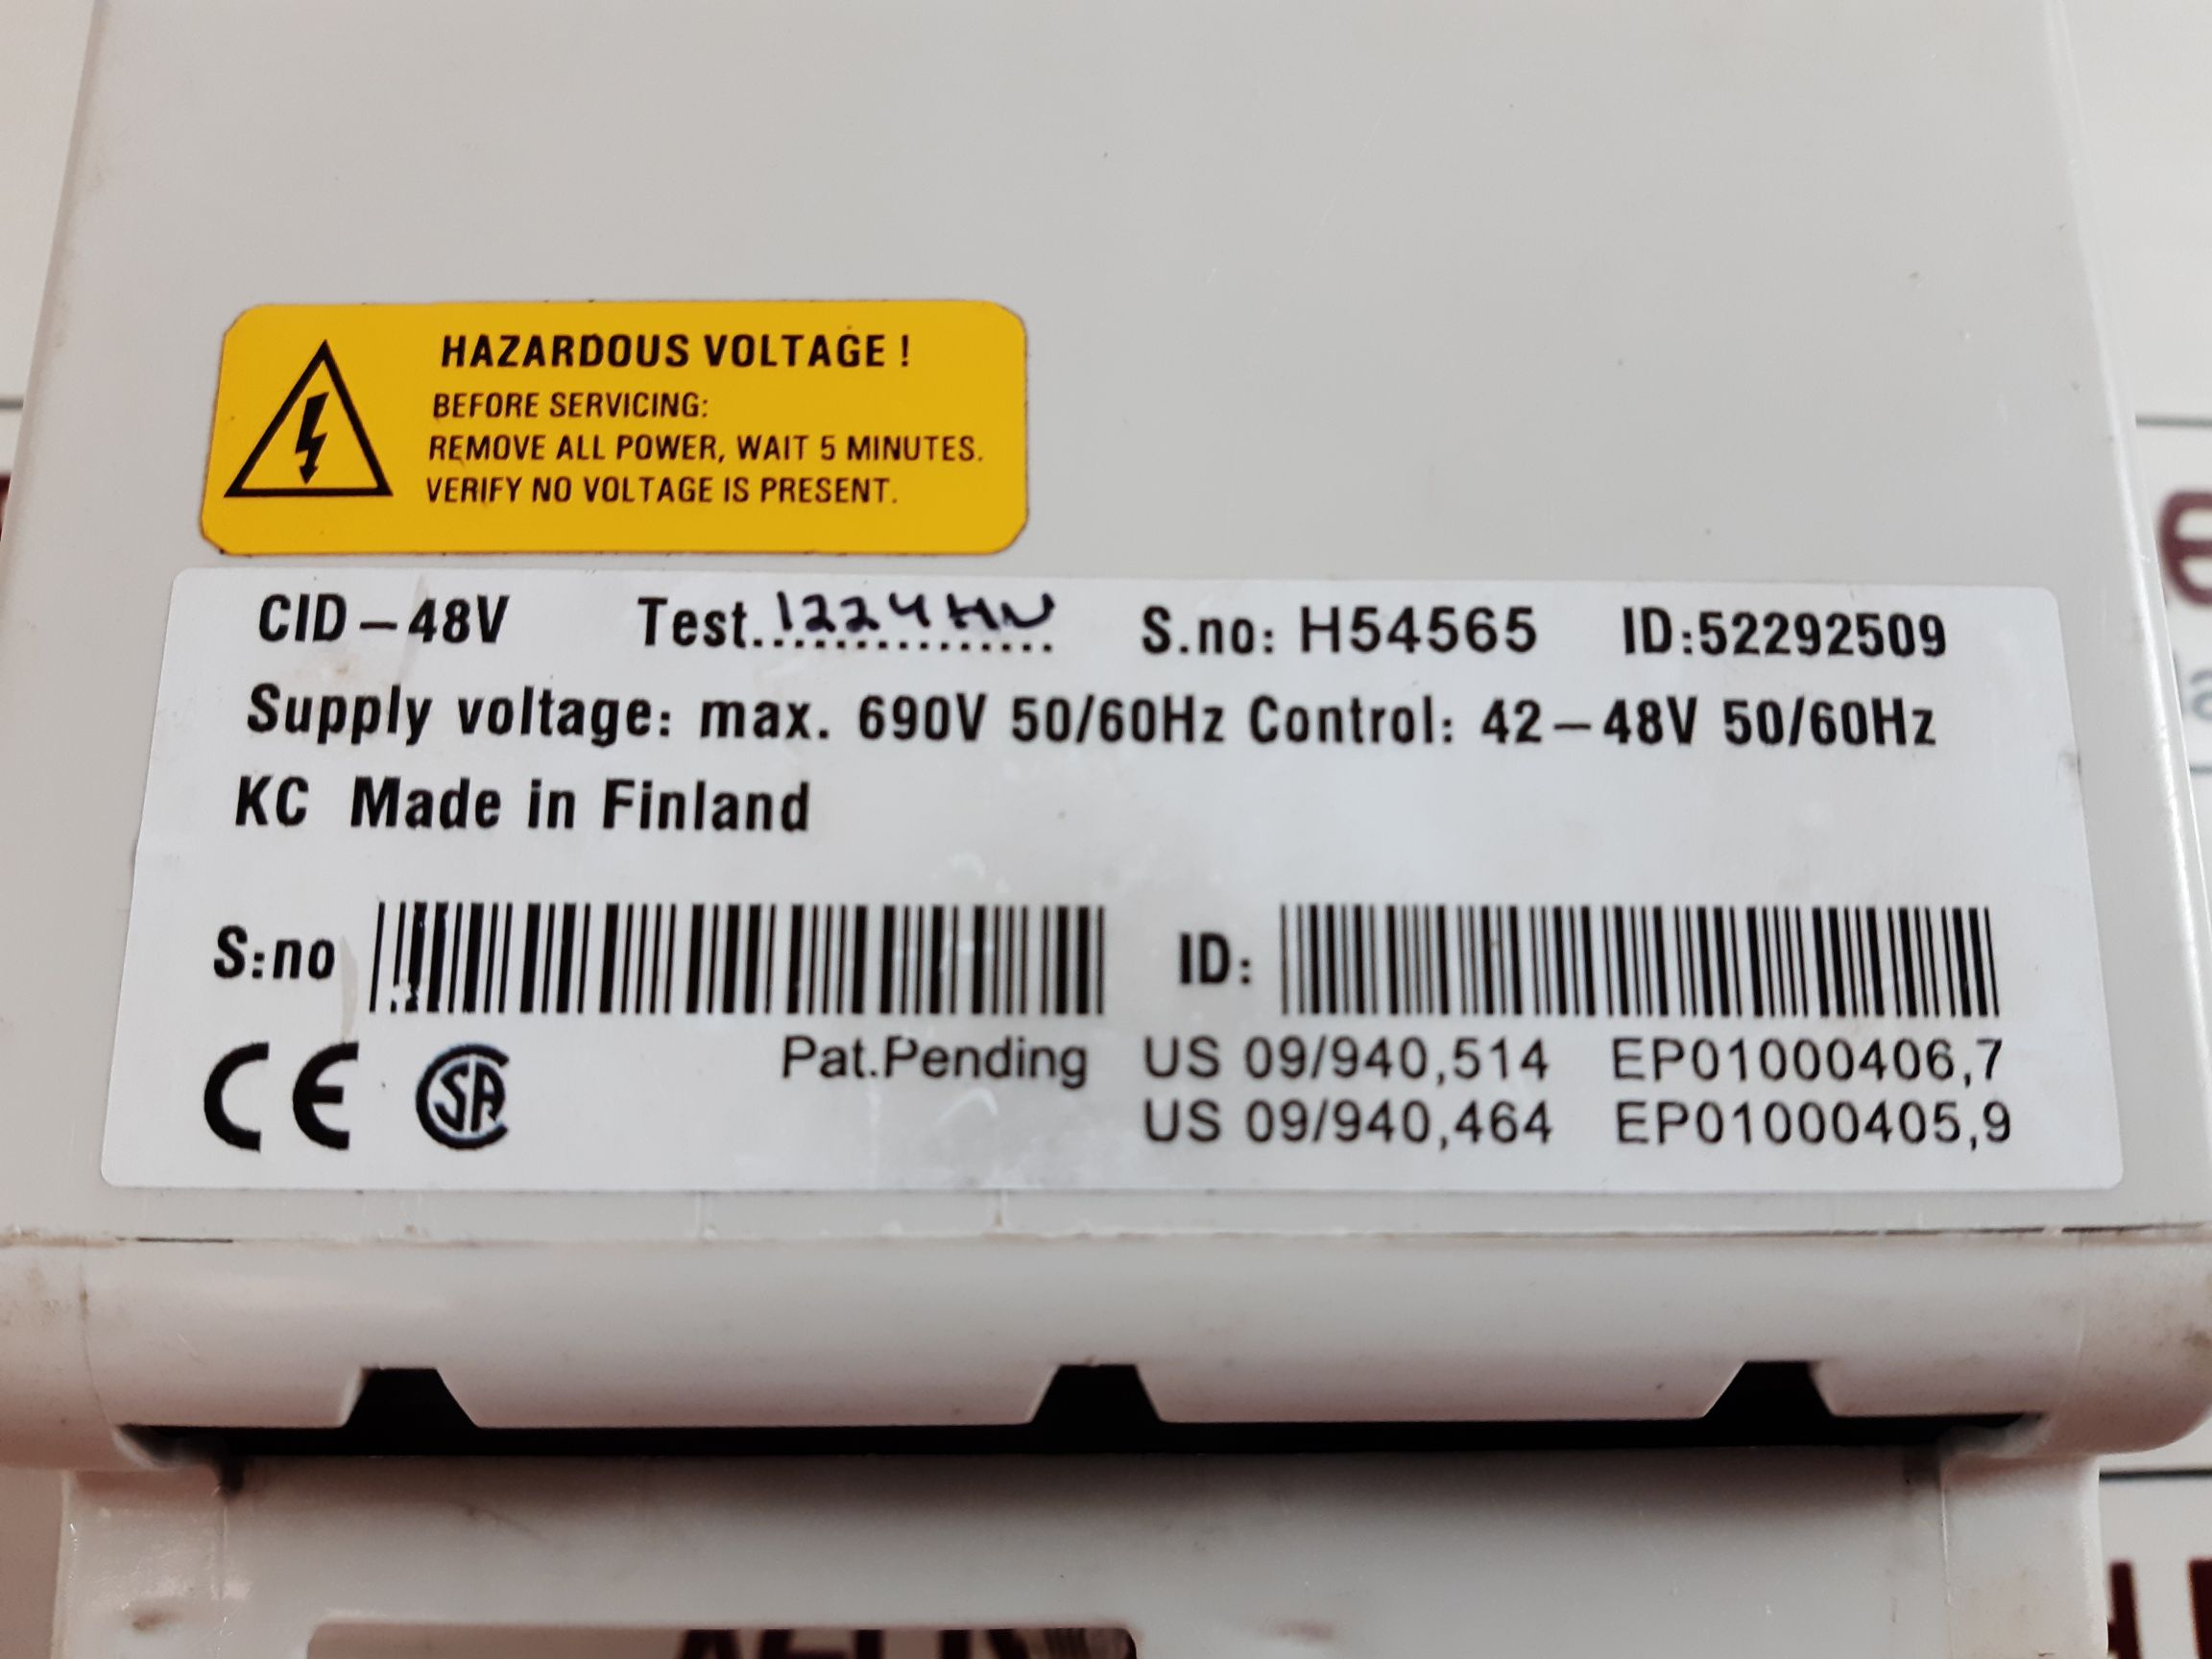 HAZARDOUS VOLTAGE !
BEFORE SERVICING:
REMOVE ALL POWER, WAIT 5 MINUTES.
VERIFY NO VOLTAGE IS PRESENT.
CID-48V Test..1224HN S.no: H54565 ID:52292509
Supply voltage: max. 690V 50/60Hz Control: 42-48V 50/60Hz
KC Made in Finland
S:no ID:
CE SA Pat.Pending US 09/940,514 EP01000406,7
US 09/940,464 EP01000405,9